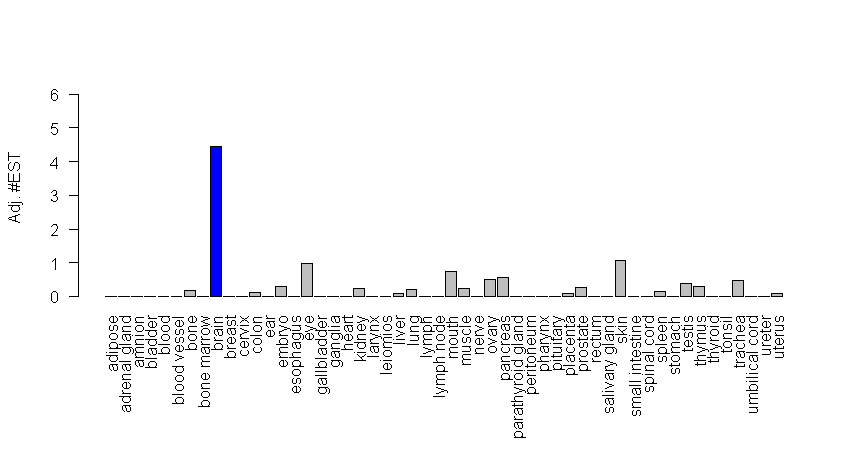 Adj. #EST
6
5
4
3
2
1
0
adipose
adrenal gland
amnion
bladder
blood
blood vessel
bone
bone marrow
brain
breast
cervix
colon
ear
embryo
esophagus
eye
gallbladder
ganglia
heart
kidney
larynx
leiomios
liver
lung
lymph
lymph node
mouth
muscle
nerve
ovary
pancreas
parathyroid gland
peritoneum
pharynx
pituitary
placenta
prostate
rectum
salivary gland
skin
small intestine
spinal cord
spleen
stomach
testis
thymus
thyroid
tonsil
trachea
umbilical cord
ureter
uterus